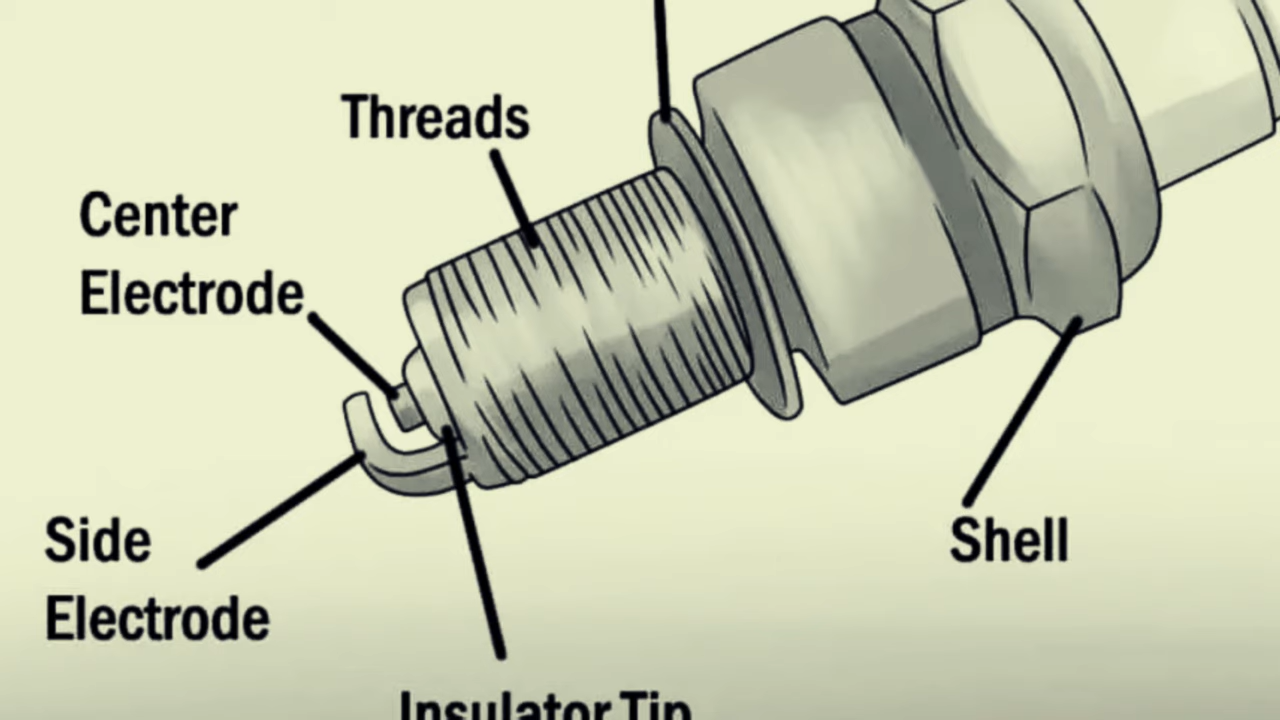 Threads
Center
Electrode
Side
Electrode
Shell
Insulator Tip